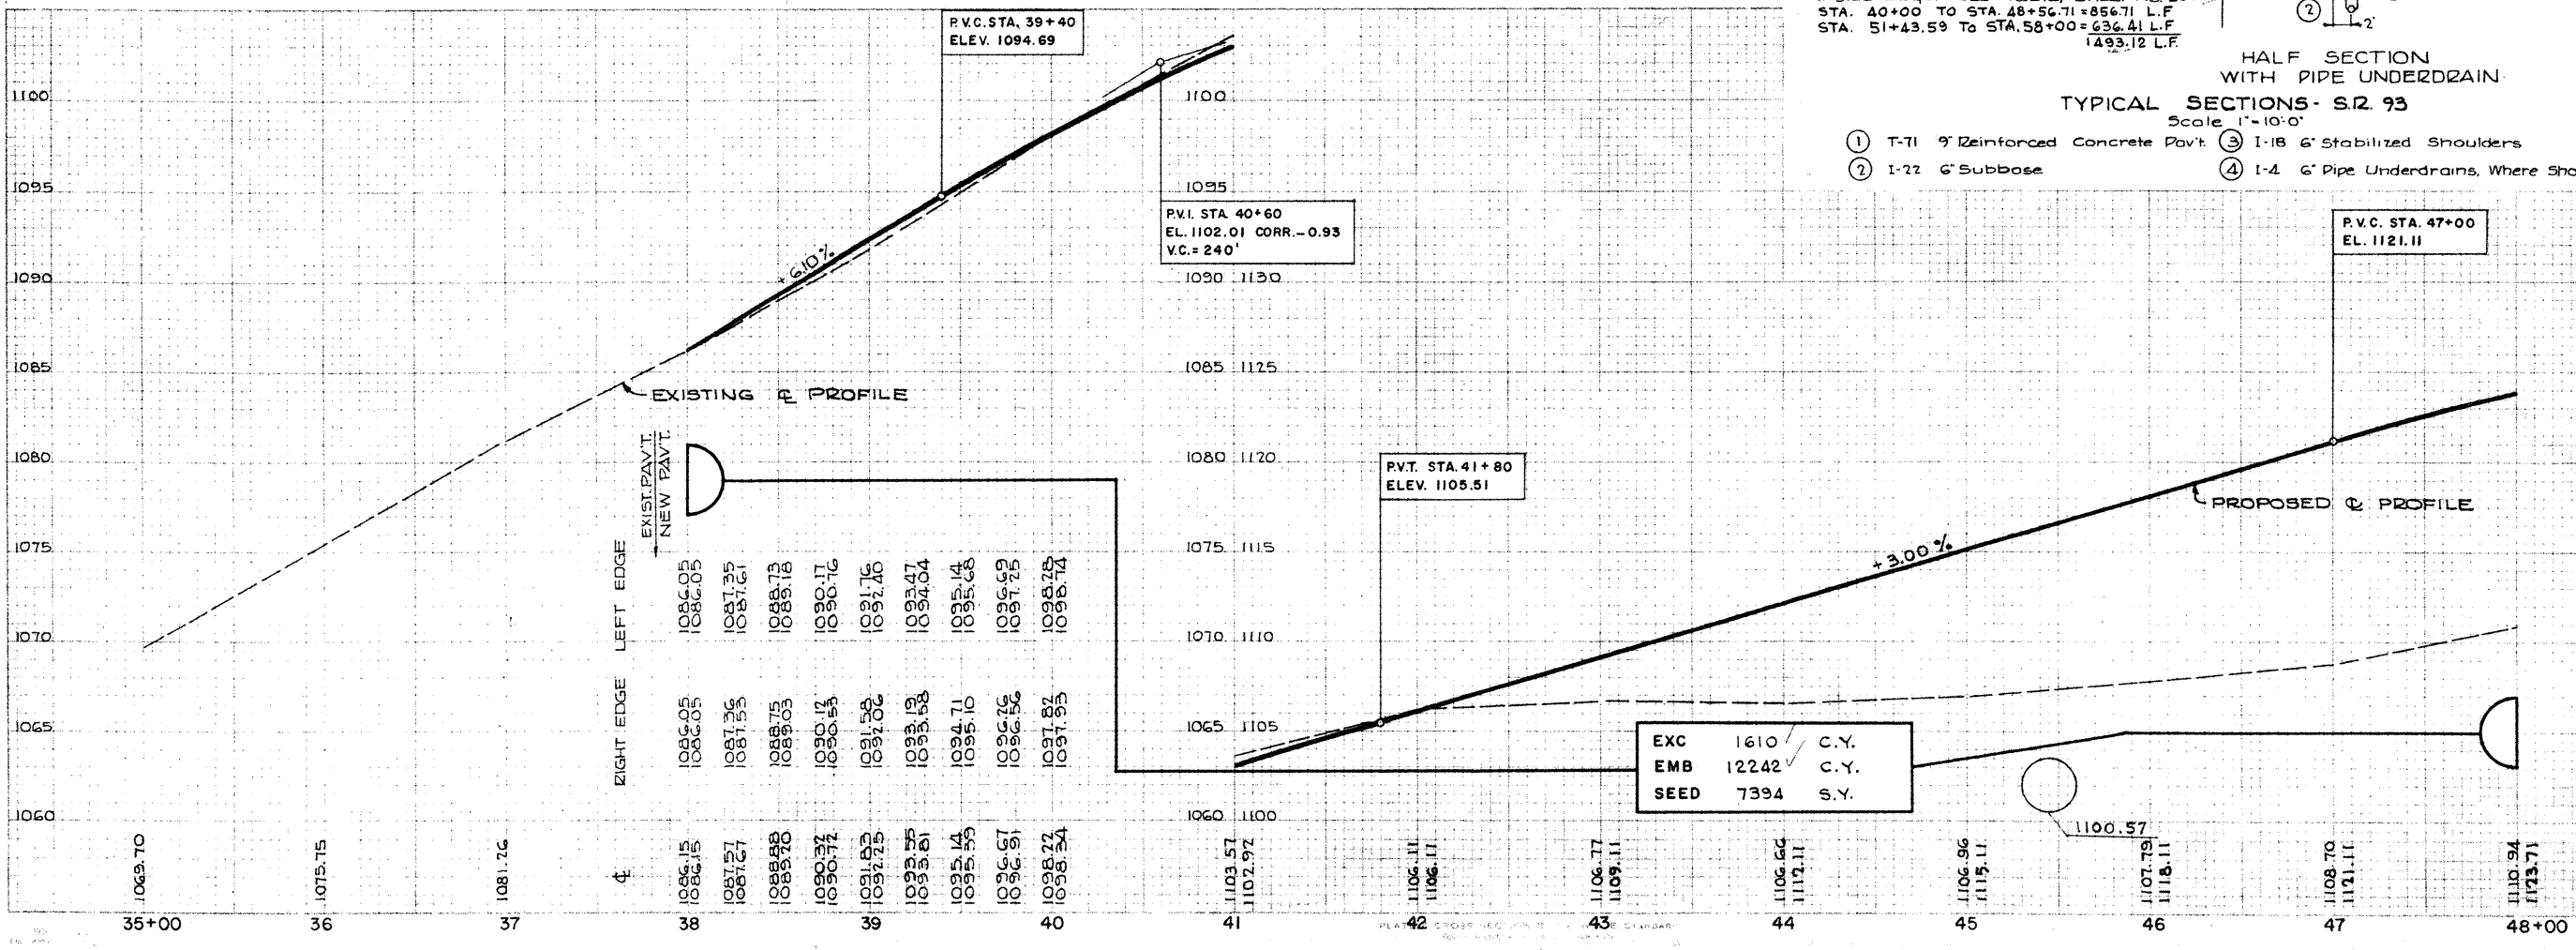 P.V.C. STA. 39+40
ELEV. 1094.69
STA. 40+00 TO STA. 48+56.71 = 856.71 L.F.
STA. 51+43.59 To STA. 58+00 = 636.41 L.F.
1493.12 L.F.
2
2'
HALF SECTION
WITH PIPE UNDERDRAIN
TYPICAL SECTIONS - S.R. 93
Scale 1"=10'-0"
1 T-71 9" Reinforced Concrete Pav't.
3 I-18 6" Stabilized Shoulders
2 I-22 6" Subbase
4 I-4 6" Pipe Underdrains, Where Sho
1100
1095
1090
1085
1080
1075
1070
1065
1060
+ 6.10 %
P.V.I. STA. 40+60
EL. 1102.01 CORR.-0.93
V.C.= 240'
P.V.C. STA. 47+00
EL. 1121.11
1100
1095
1090 1130
1085 1125
1080 1120
1075 1115
1070 1110
1065 1105
1060 1100
EXISTING ℄ PROFILE
EXIST. PAV'T.
NEW PAV'T.
P.V.T. STA. 41+80
ELEV. 1105.51
PROPOSED ℄ PROFILE
+ 3.00 %
LEFT EDGE
1086.05
1086.05
1087.35
1087.61
1088.73
1089.18
1090.17
1090.76
1091.76
1092.40
1093.47
1094.04
1095.14
1095.68
1096.69
1097.25
1098.28
1098.74
RIGHT EDGE
1086.05
1086.05
1087.36
1087.53
1088.75
1089.03
1090.12
1090.53
1091.58
1092.06
1093.19
1093.58
1094.71
1095.10
1096.26
1096.56
1097.82
1097.93
℄
1086.15
1086.15
1087.57
1087.67
1088.88
1089.20
1090.32
1090.72
1091.83
1092.25
1093.55
1093.81
1095.14
1095.39
1096.67
1096.91
1098.22
1098.34
EXC 1610 C.Y.
EMB 12242 C.Y.
SEED 7394 S.Y.
1100.57
1069.70
1075.75
1081.26
1103.57
1102.92
1106.11
1106.11
1106.77
1109.11
1106.66
1112.11
1106.96
1115.11
1107.79
1118.11
1108.70
1121.11
1110.94
1123.71
35+00 36 37 38 39 40 41 42 43 44 45 46 47 48+00